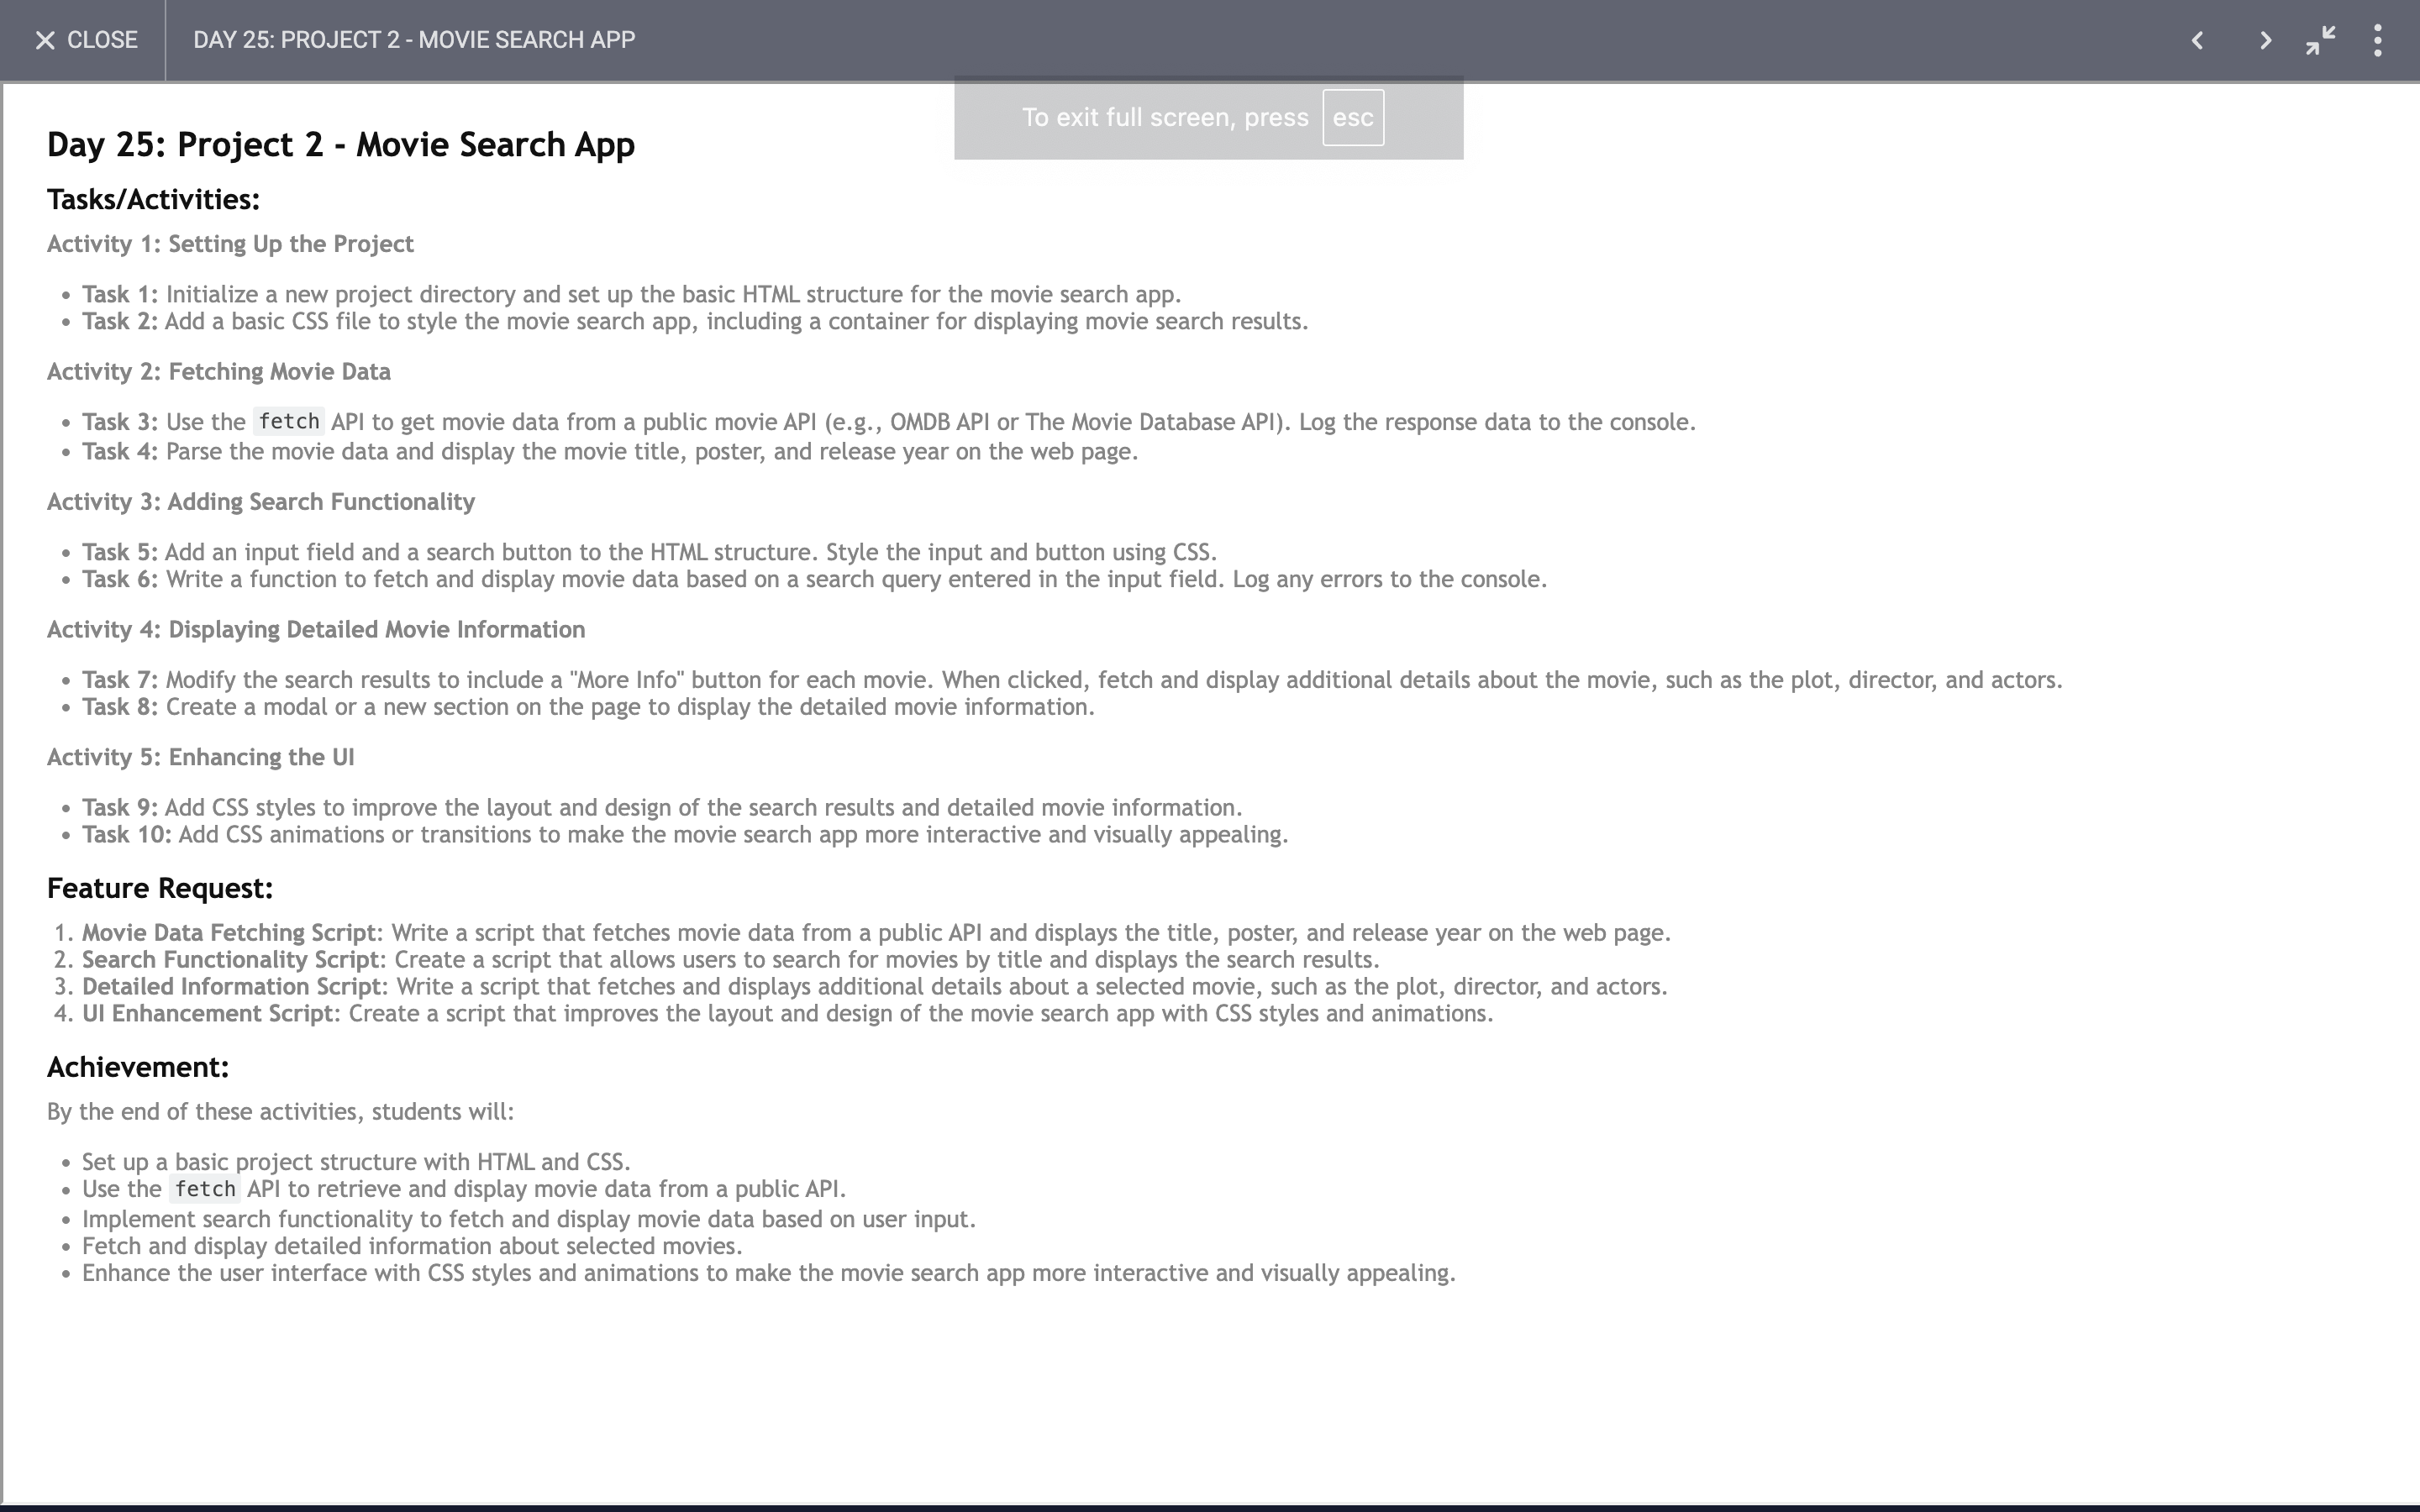 CLOSE
DAY 25: PROJECT 2 - MOVIE SEARCH APP
To exit full screen, press esc
Day 25: Project 2 - Movie Search App
Tasks/Activities:
Activity 1: Setting Up the Project
• Task 1: Initialize a new project directory and set up the basic HTML structure for the movie search app.
• Task 2: Add a basic CSS file to style the movie search app, including a container for displaying movie search results.
Activity 2: Fetching Movie Data
• Task 3: Use the fetch API to get movie data from a public movie API (e.g., OMDB API or The Movie Database API). Log the response data to the console.
• Task 4: Parse the movie data and display the movie title, poster, and release year on the web page.
Activity 3: Adding Search Functionality
• Task 5: Add an input field and a search button to the HTML structure. Style the input and button using CSS.
• Task 6: Write a function to fetch and display movie data based on a search query entered in the input field. Log any errors to the console.
Activity 4: Displaying Detailed Movie Information
• Task 7: Modify the search results to include a "More Info" button for each movie. When clicked, fetch and display additional details about the movie, such as the plot, director, and actors.
• Task 8: Create a modal or a new section on the page to display the detailed movie information.
Activity 5: Enhancing the UI
• Task 9: Add CSS styles to improve the layout and design of the search results and detailed movie information.
• Task 10: Add CSS animations or transitions to make the movie search app more interactive and visually appealing.
Feature Request:
1. Movie Data Fetching Script: Write a script that fetches movie data from a public API and displays the title, poster, and release year on the web page.
2. Search Functionality Script: Create a script that allows users to search for movies by title and displays the search results.
3. Detailed Information Script: Write a script that fetches and displays additional details about a selected movie, such as the plot, director, and actors.
4. UI Enhancement Script: Create a script that improves the layout and design of the movie search app with CSS styles and animations.
Achievement:
By the end of these activities, students will:
• Set up a basic project structure with HTML and CSS.
• Use the fetch API to retrieve and display movie data from a public API.
• Implement search functionality to fetch and display movie data based on user input.
• Fetch and display detailed information about selected movies.
• Enhance the user interface with CSS styles and animations to make the movie search app more interactive and visually appealing.